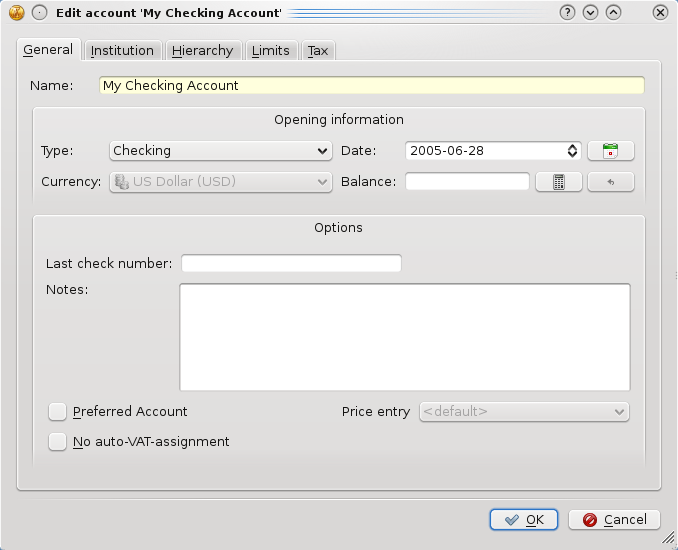 Edit account 'My Checking Account'
General Institution Hierarchy Limits Tax
Name: My Checking Account
Opening information
Type: Checking Date: 2005-06-28
Currency: US Dollar (USD) Balance:
Options
Last check number:
Notes:
Preferred Account Price entry <default>
No auto-VAT-assignment
OK Cancel